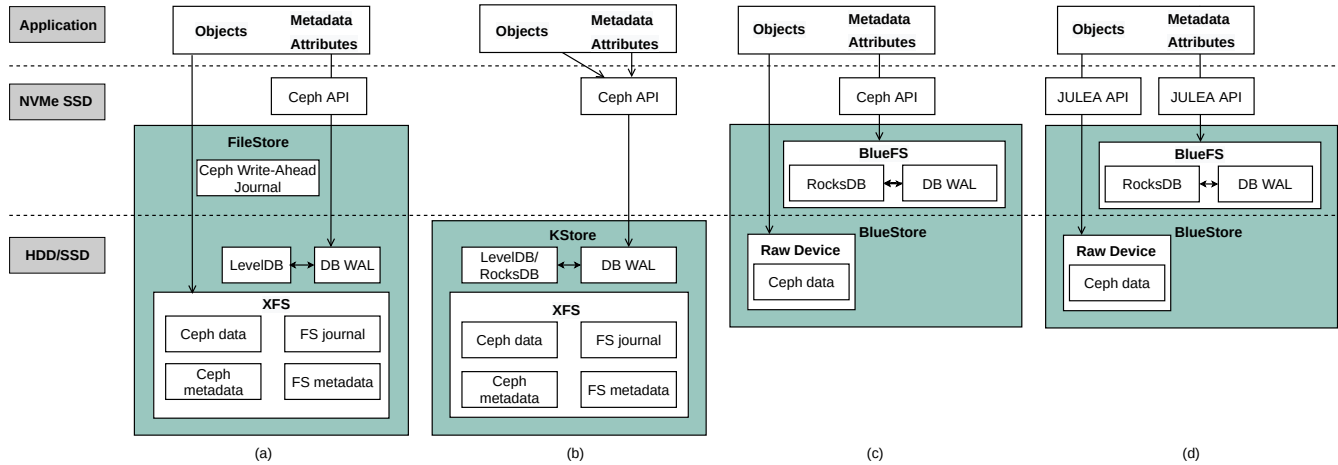 Application
Objects
Metadata
Attributes
Objects
Metadata
Attributes
Objects
Metadata
Attributes
Objects
Metadata
Attributes
NVMe SSD
Ceph API
Ceph API
Ceph API
JULEA API
JULEA API
FileStore
Ceph Write-Ahead
Journal
BlueFS
RocksDB
DB WAL
BlueFS
RocksDB
DB WAL
HDD/SSD
LevelDB
DB WAL
XFS
Ceph data
FS journal
Ceph
metadata
FS metadata
KStore
LevelDB/
RocksDB
DB WAL
XFS
Ceph data
FS journal
Ceph
metadata
FS metadata
BlueStore
Raw Device
Ceph data
BlueStore
Raw Device
Ceph data
(a)
(b)
(c)
(d)